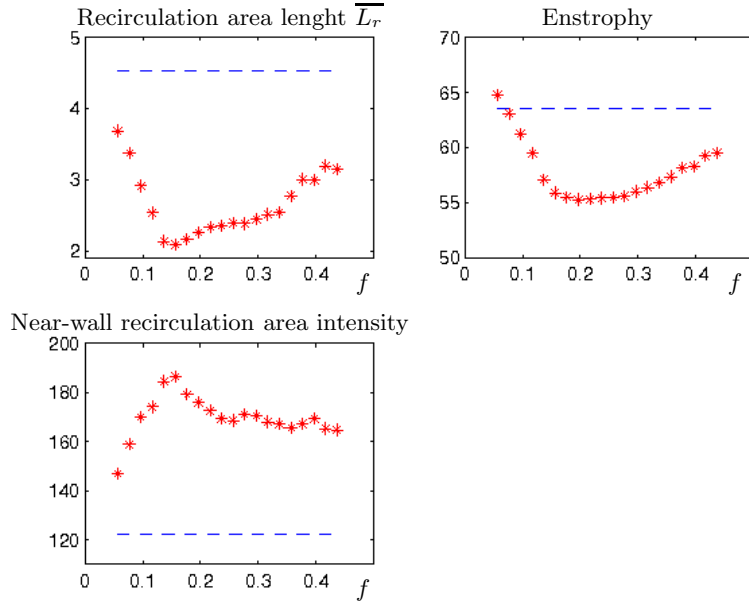 Recirculation area lenght L̅r̅
5
4
3
2
0 0.1 0.2 0.3 0.4
f
Enstrophy
70
65
60
55
50
0 0.1 0.2 0.3 0.4
f
Near-wall recirculation area intensity
200
180
160
140
120
0 0.1 0.2 0.3 0.4
f